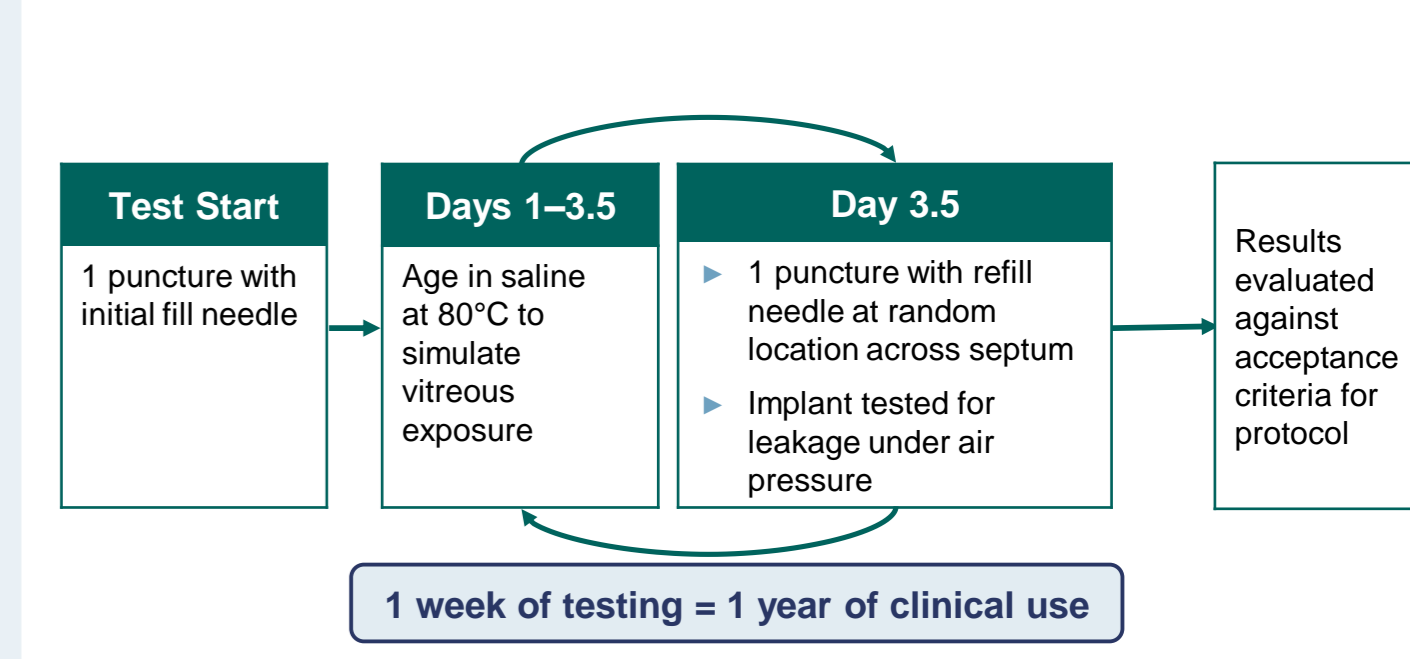 Test Start
1 puncture with
initial fill needle
Days 1–3.5
Age in saline
at 80°C to
simulate
vitreous
exposure
Day 3.5
► 1 puncture with refill
needle at random
location across septum
► Implant tested for
leakage under air
pressure
Results
evaluated
against
acceptance
criteria for
protocol
1 week of testing = 1 year of clinical use